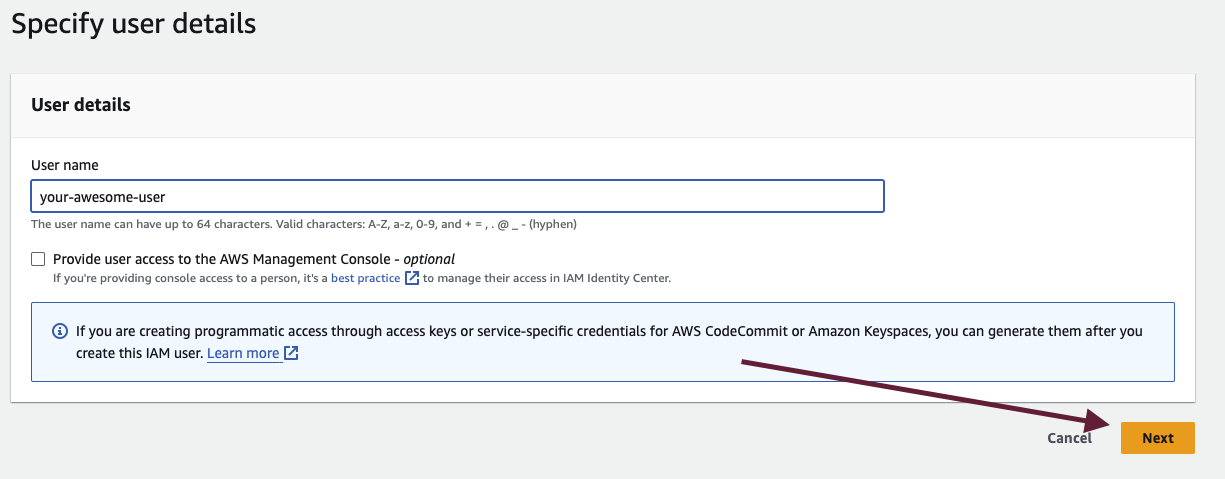 Specify user details
User details
User name
your-awesome-user
The user name can have up to 64 characters. Valid characters: A-Z, a-z, 0-9, and + = , . @ _ - (hyphen)
Provide user access to the AWS Management Console - optional
If you're providing console access to a person, it's a best practice to manage their access in IAM Identity Center.
If you are creating programmatic access through access keys or service-specific credentials for AWS CodeCommit or Amazon Keyspaces, you can generate them after you
create this IAM user. Learn more
Cancel Next